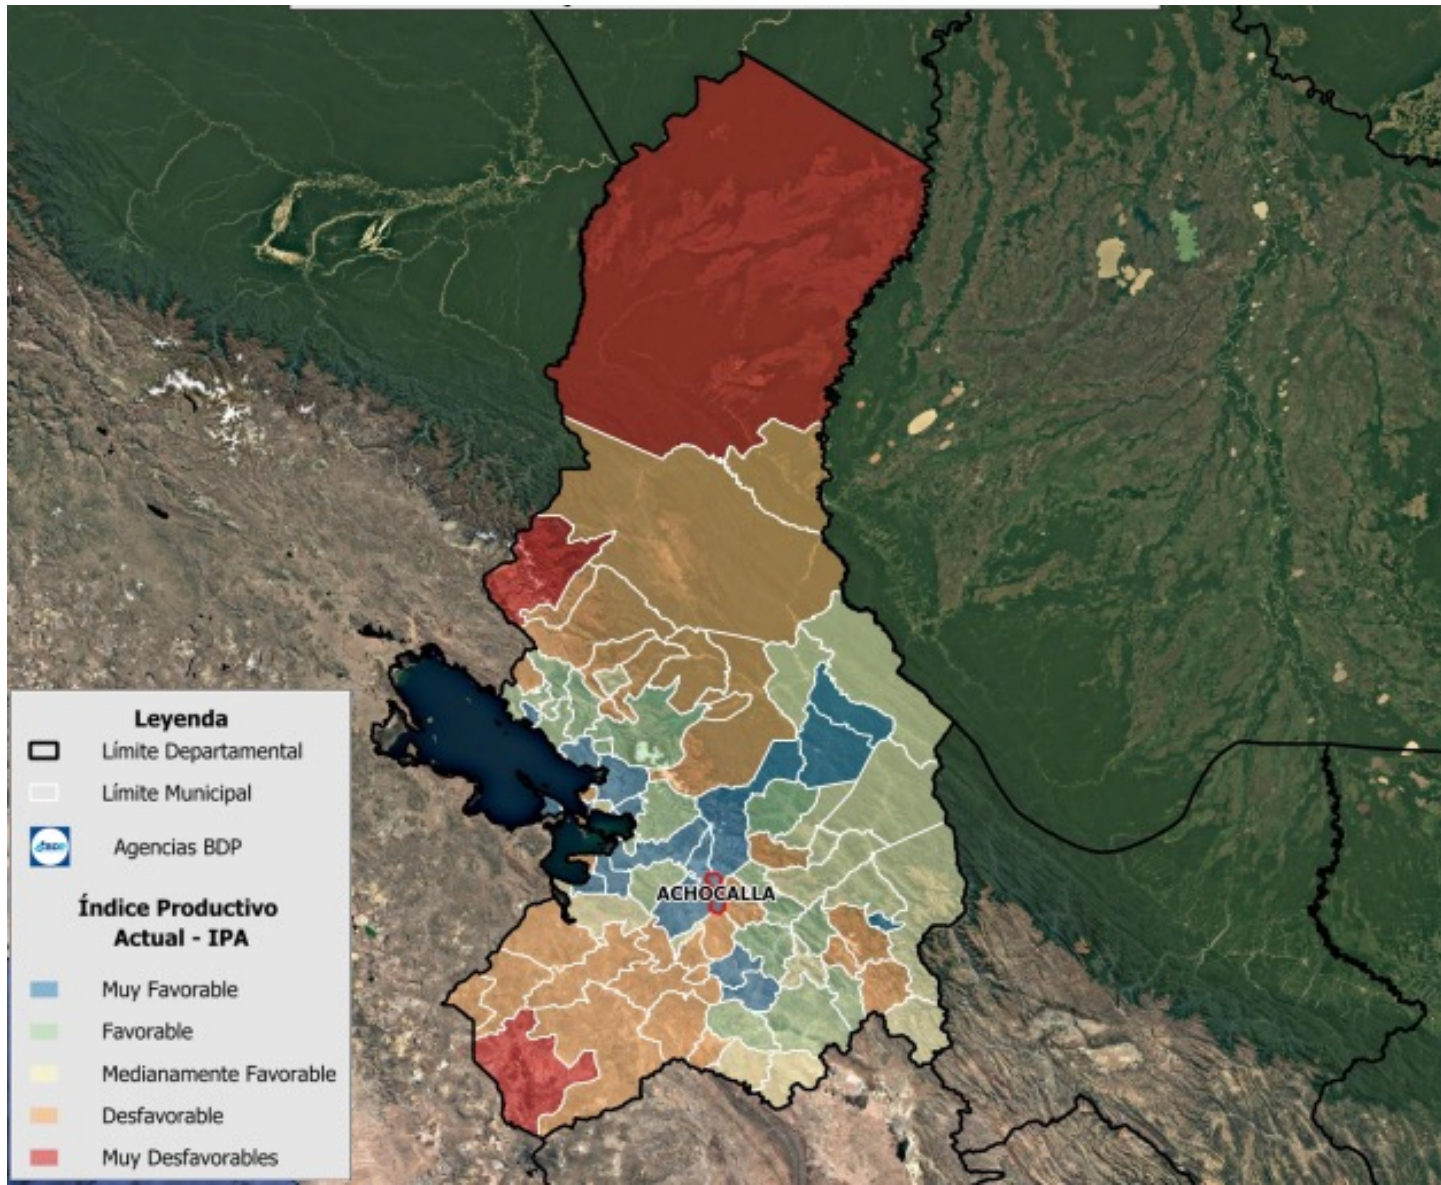 ACHOCALLA
Leyenda
Límite Departamental
Límite Municipal
Agencias BDP
Índice Productivo
Actual - IPA
Muy Favorable
Favorable
Medianamente Favorable
Desfavorable
Muy Desfavorables